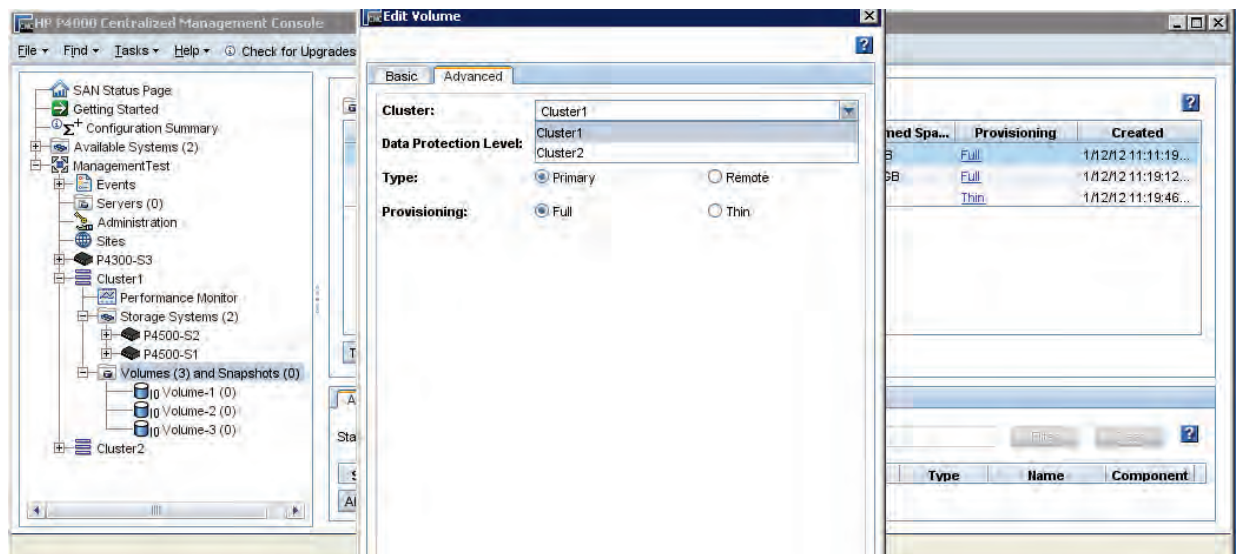 HP P4000 Centralized Management Console
File Find Tasks Help Check for Upgrades
SAN Status Page
Getting Started
Configuration Summary
Available Systems (2)
ManagementTest
Events
Servers (0)
Administration
Sites
P4300-S3
Cluster1
Performance Monitor
Storage Systems (2)
P4500-S2
P4500-S1
Volumes (3) and Snapshots (0)
Volume-1 (0)
Volume-2 (0)
Volume-3 (0)
Cluster2
Edit Volume
Basic Advanced
Cluster: Cluster1
Cluster1
Cluster2
Data Protection Level:
Type: Primary Remote
Provisioning: Full Thin
ned Spa... Provisioning Created
B Full 1/12/12 11:11:19...
GB Full 1/12/12 11:19:12...
Thin 1/12/12 11:19:46...
Sta
Type Name Component